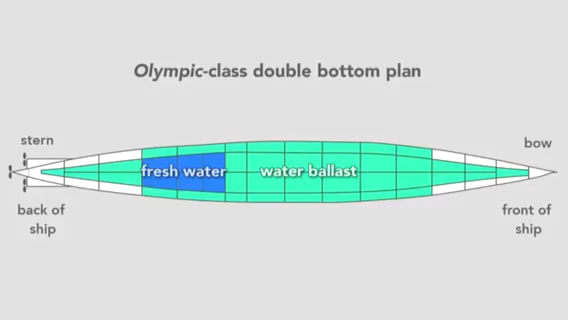 Olympic-class double bottom plan
stern
bow
fresh water
water ballast
back of
ship
front of
ship